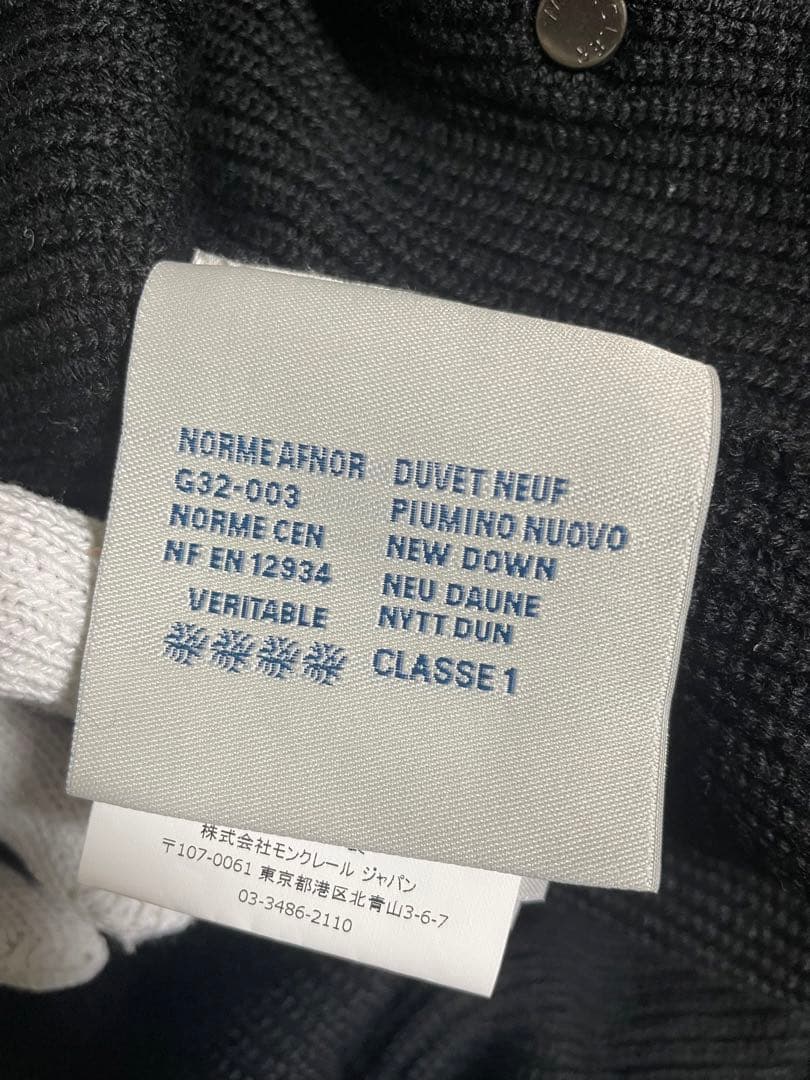 NORME AFNOR
G32-003
NORME CEN
NF EN 12934
VERITABLE
DUVET NEUF
PIUMINO NUOVO
NEW DOWN
NEU DAUNE
NYTT DUN
CLASSE 1
株式会社モンクレール ジャパン
〒107-0061 東京都港区北青山3-6-7
03-3486-2110